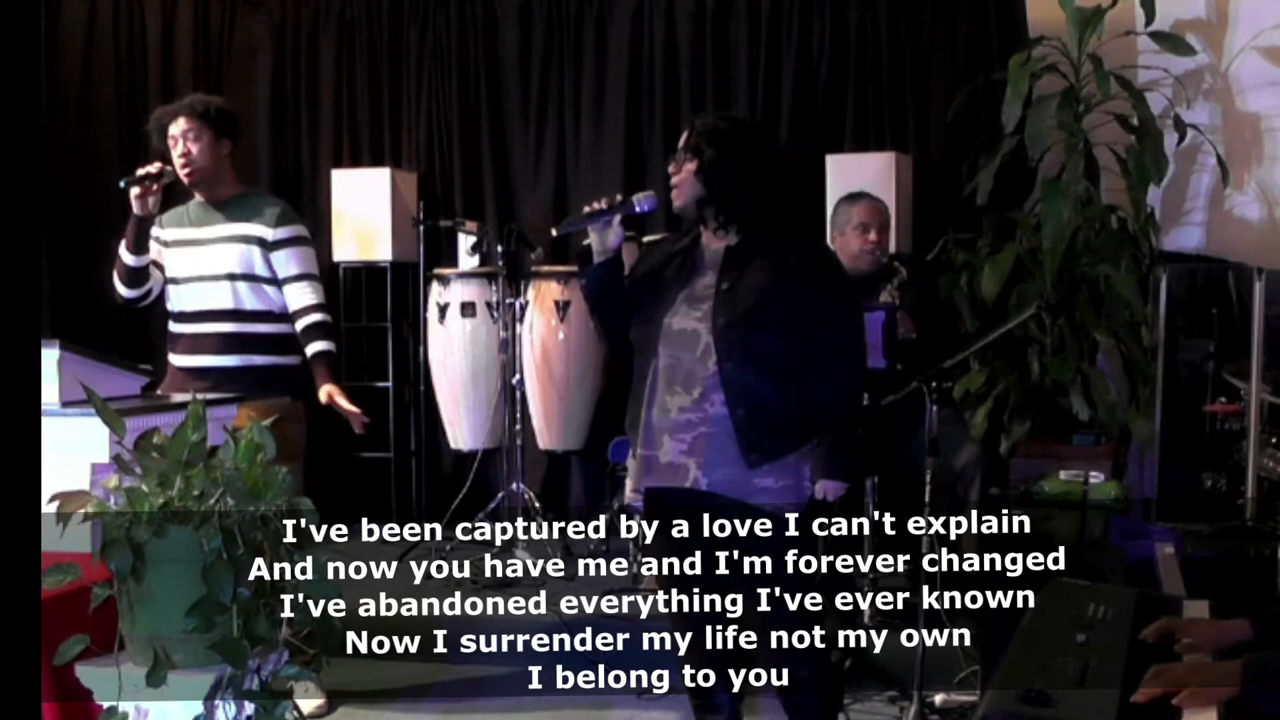 I've been captured by a love I can't explain
And now you have me and I'm forever changed
I've abandoned everything I've ever known
Now I surrender my life not my own
I belong to you